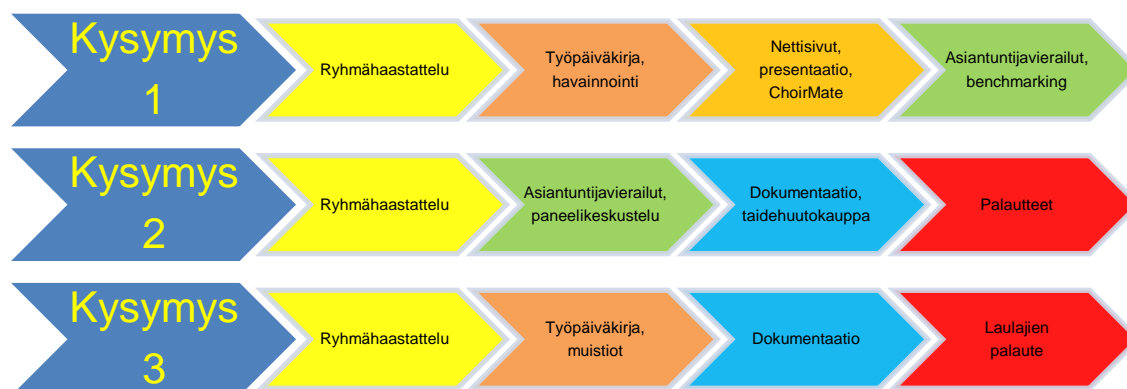 Kysymys
1
Ryhmähaastattelu
Työpäiväkirja,
havainnointi
Nettisivut,
presentaatio,
ChoirMate
Asiantuntijavierailut,
benchmarking
Kysymys
2
Ryhmähaastattelu
Asiantuntijavierailut,
paneelikeskustelu
Dokumentaatio,
taidehuutokauppa
Palautteet
Kysymys
3
Ryhmähaastattelu
Työpäiväkirja,
muistiot
Dokumentaatio
Laulajien
palaute